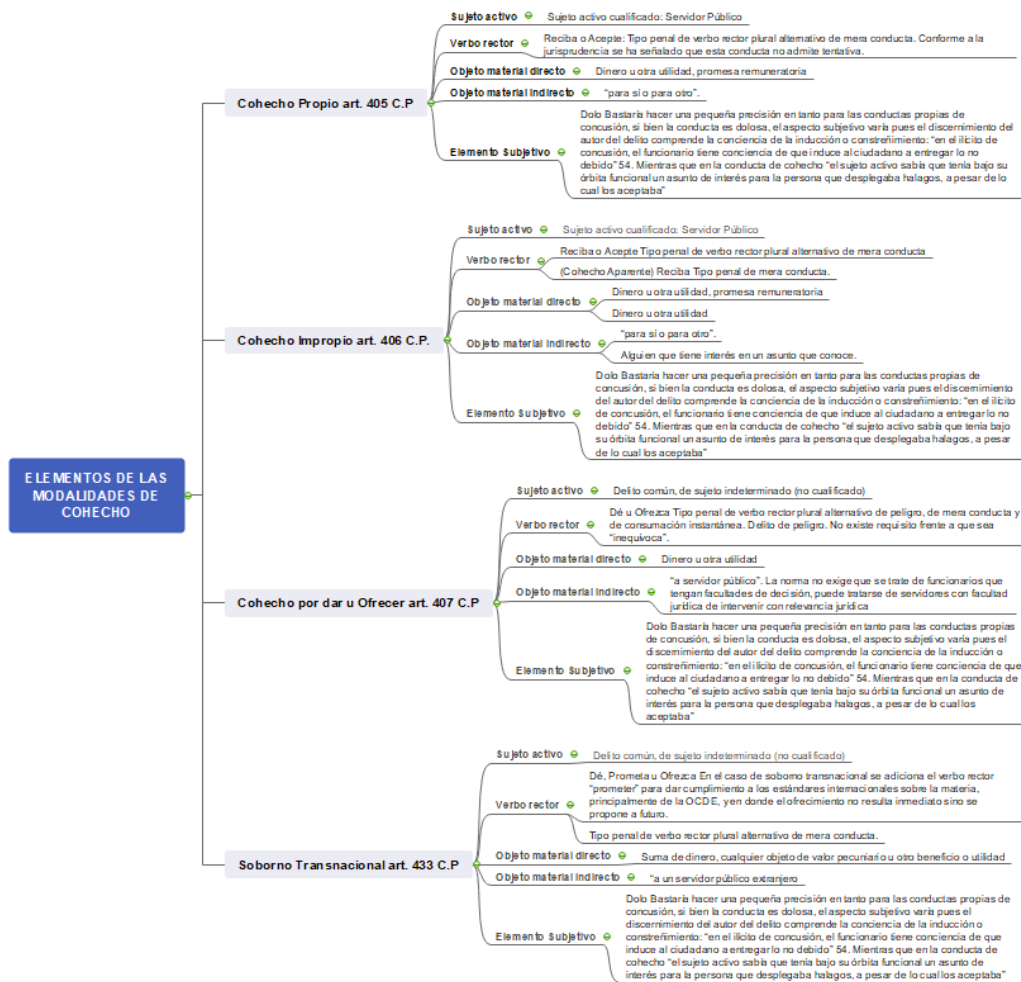 ELEMENTOS DE LAS
MODALIDADES DE
COHECHO
Cohecho Propio art. 405 C.P
Sujeto activo
Sujeto activo cualificado: Servidor Público
Verbo rector
Reciba o Acepte: Tipo penal de verbo rector plural alternativo de mera conducta. Conforme a la
jurisprudencia se ha señalado que esta conducta no admite tentativa.
Objeto material directo
Dinero u otra utilidad, promesa remuneratoria
Objeto material indirecto
“para sí o para otro”.
Elemento Subjetivo
Dolo Bastaría hacer una pequeña precisión en tanto para las conductas propias de
concusión, si bien la conducta es dolosa, el aspecto subjetivo varía pues el discernimiento del
autor del delito comprende la conciencia de la inducción o constreñimiento: “en el ilícito de
concusión, el funcionario tiene conciencia de que induce al ciudadano a entregar lo no
debido” 54. Mientras que en la conducta de cohecho “el sujeto activo sabía que tenía bajo su
órbita funcional un asunto de interés para la persona que desplegaba halagos, a pesar de lo
cual los aceptaba”
Cohecho Impropio art. 406 C.P.
Sujeto activo
Sujeto activo cualificado: Servidor Público
Verbo rector
Reciba o Acepte Tipo penal de verbo rector plural alternativo de mera conducta
(Cohecho Aparente) Reciba Tipo penal de mera conducta.
Objeto material directo
Dinero u otra utilidad, promesa remuneratoria
Dinero u otra utilidad
Objeto material indirecto
“para sí o para otro”.
Alguien que tiene interés en un asunto que conoce.
Elemento Subjetivo
Dolo Bastaría hacer una pequeña precisión en tanto para las conductas propias de
concusión, si bien la conducta es dolosa, el aspecto subjetivo varía pues el discernimiento
del autor del delito comprende la conciencia de la inducción o constreñimiento: “en el ilícito
de concusión, el funcionario tiene conciencia de que induce al ciudadano a entregar lo no
debido” 54. Mientras que en la conducta de cohecho “el sujeto activo sabía que tenía bajo
su órbita funcional un asunto de interés para la persona que desplegaba halagos, a pesar
de lo cual los aceptaba”
Cohecho por dar u Ofrecer art. 407 C.P
Sujeto activo
Delito común, de sujeto indeterminado (no cualificado)
Verbo rector
Dé u Ofrezca Tipo penal de verbo rector plural alternativo de peligro, de mera conducta y
de consumación instantánea. Delito de peligro. No existe requisito frente a que sea
“inequívoca”.
Objeto material directo
Dinero u otra utilidad
Objeto material indirecto
“a servidor público”. La norma no exige que se trate de funcionarios que
tengan facultades de decisión, puede tratarse de servidores con facultad
jurídica de intervenir con relevancia jurídica
Elemento Subjetivo
Dolo Bastaría hacer una pequeña precisión en tanto para las conductas propias
de concusión, si bien la conducta es dolosa, el aspecto subjetivo varía pues el
discernimiento del autor del delito comprende la conciencia de la inducción o
constreñimiento: “en el ilícito de concusión, el funcionario tiene conciencia de que
induce al ciudadano a entregar lo no debido” 54. Mientras que en la conducta de
cohecho “el sujeto activo sabía que tenía bajo su órbita funcional un asunto de
interés para la persona que desplegaba halagos, a pesar de lo cual los
aceptaba”
Soborno Transnacional art. 433 C.P
Sujeto activo
Delito común, de sujeto indeterminado (no cualificado)
Verbo rector
Dé, Prometa u Ofrezca En el caso de soborno transnacional se adiciona el verbo rector
“prometer” para dar cumplimiento a los estándares internacionales sobre la materia,
principalmente de la OCDE, y en donde el ofrecimiento no resulta inmediato sino se
propone a futuro.
Tipo penal de verbo rector plural alternativo de mera conducta.
Objeto material directo
Suma de dinero, cualquier objeto de valor pecuniario u otro beneficio o utilidad
Objeto material indirecto
“a un servidor público extranjero
Elemento Subjetivo
Dolo Bastaría hacer una pequeña precisión en tanto para las conductas propias de
concusión, si bien la conducta es dolosa, el aspecto subjetivo varía pues el
discernimiento del autor del delito comprende la conciencia de la inducción o
constreñimiento: “en el ilícito de concusión, el funcionario tiene conciencia de que
induce al ciudadano a entregar lo no debido” 54. Mientras que en la conducta de
cohecho “el sujeto activo sabía que tenía bajo su órbita funcional un asunto de
interés para la persona que desplegaba halagos, a pesar de lo cual los aceptaba”